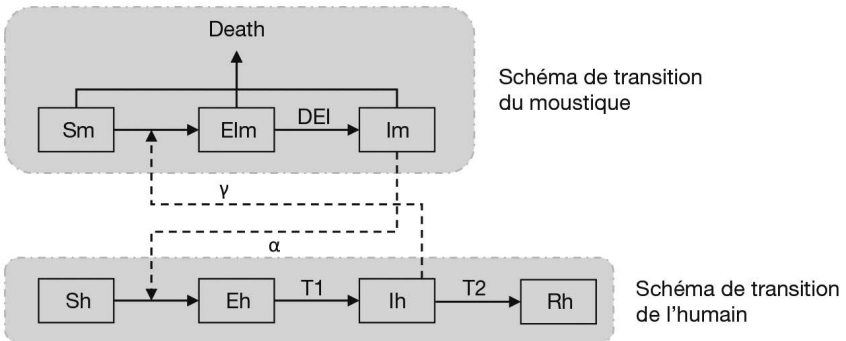 Death
Schéma de transition
du moustique
Sm
EIm
DEI
Im
γ
α
Sh
Eh
T1
Ih
T2
Rh
Schéma de transition
de l'humain